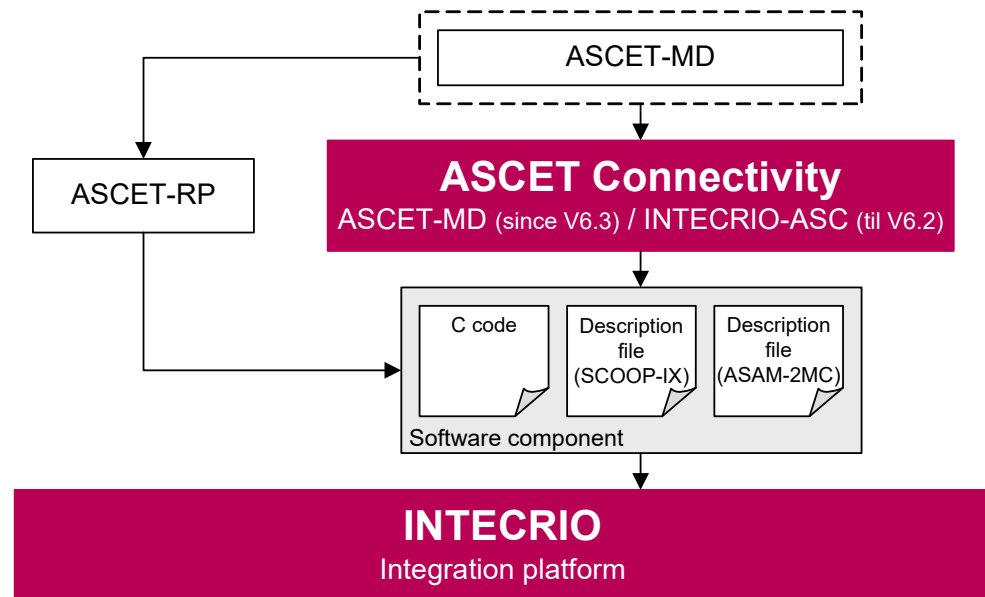 ASCET-MD
ASCET-RP
ASCET Connectivity
ASCET-MD (since V6.3) / INTECRIO-ASC (til V6.2)
C code
Description
file
(SCOOP-IX)
Description
file
(ASAM-2MC)
Software component
INTECRIO
Integration platform